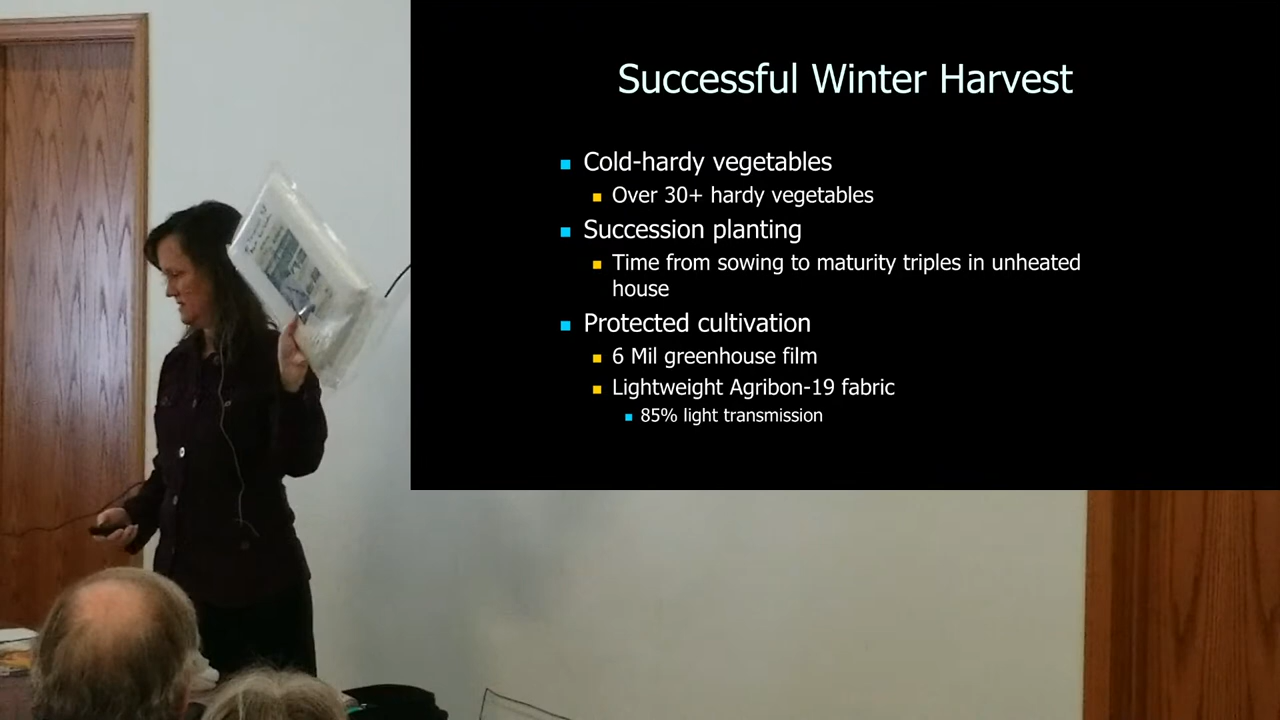 Successful Winter Harvest
Cold-hardy vegetables
Over 30+ hardy vegetables
Succession planting
Time from sowing to maturity triples in unheated
house
Protected cultivation
6 Mil greenhouse film
Lightweight Agribon-19 fabric
85% light transmission